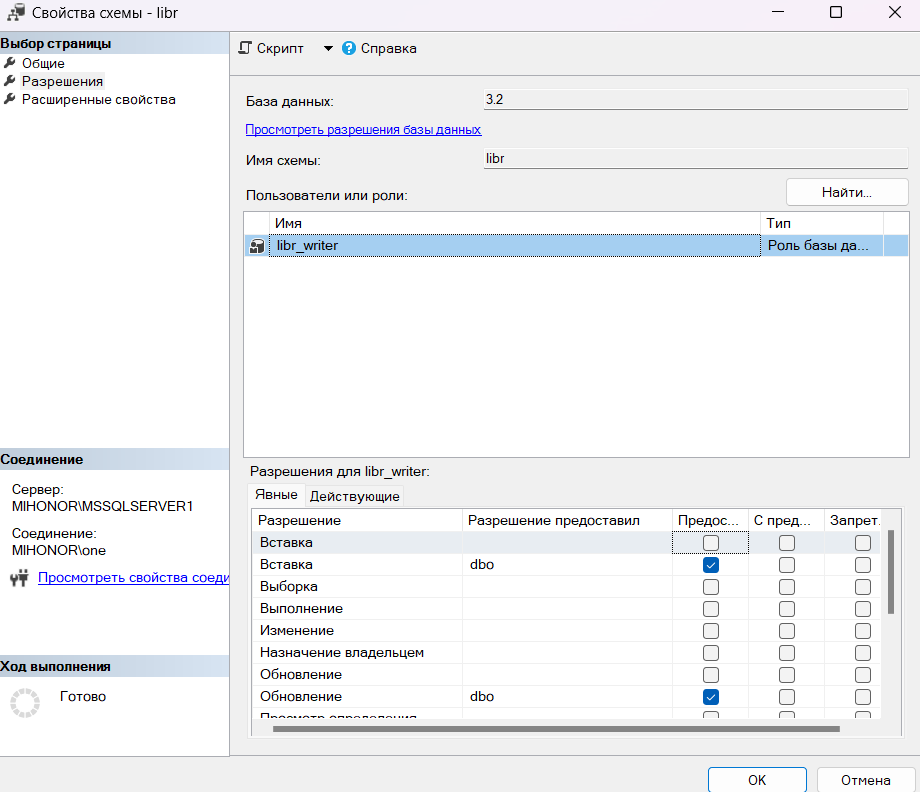 Свойства схемы - libr
Выбор страницы
Общие
Разрешения
Расширенные свойства
Скрипт
Справка
База данных:
3.2
Просмотреть разрешения базы данных
Имя схемы:
libr
Пользователи или роли:
Найти...
Имя
Тип
libr_writer
Роль базы да...
Разрешения для libr_writer:
Явные
Действующие
Разрешение
Разрешение предоставил
Предос...
С пред...
Запрет.
Вставка
Вставка
dbo
Выборка
Выполнение
Изменение
Назначение владельцем
Обновление
Обновление
dbo
Просмотр определения
Соединение
Сервер:
MIHONOR\MSSQLSERVER1
Соединение:
MIHONOR\one
Просмотреть свойства соеди
Ход выполнения
Готово
OK
Отмена